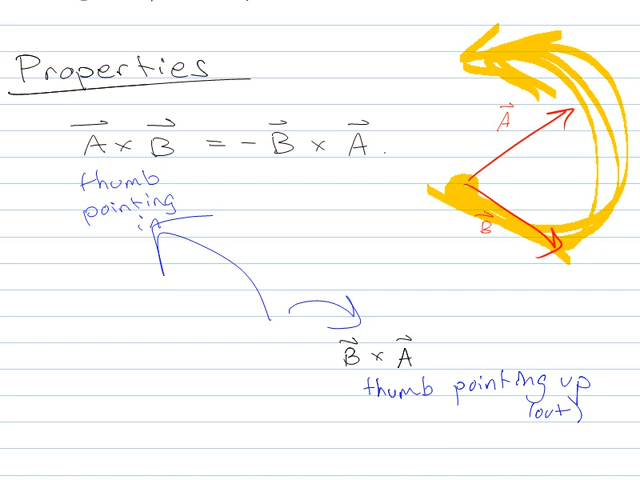 Properties
A × B = - B × A.
thumb
pointing
in
A
B
B × A
thumb pointing up
(out)